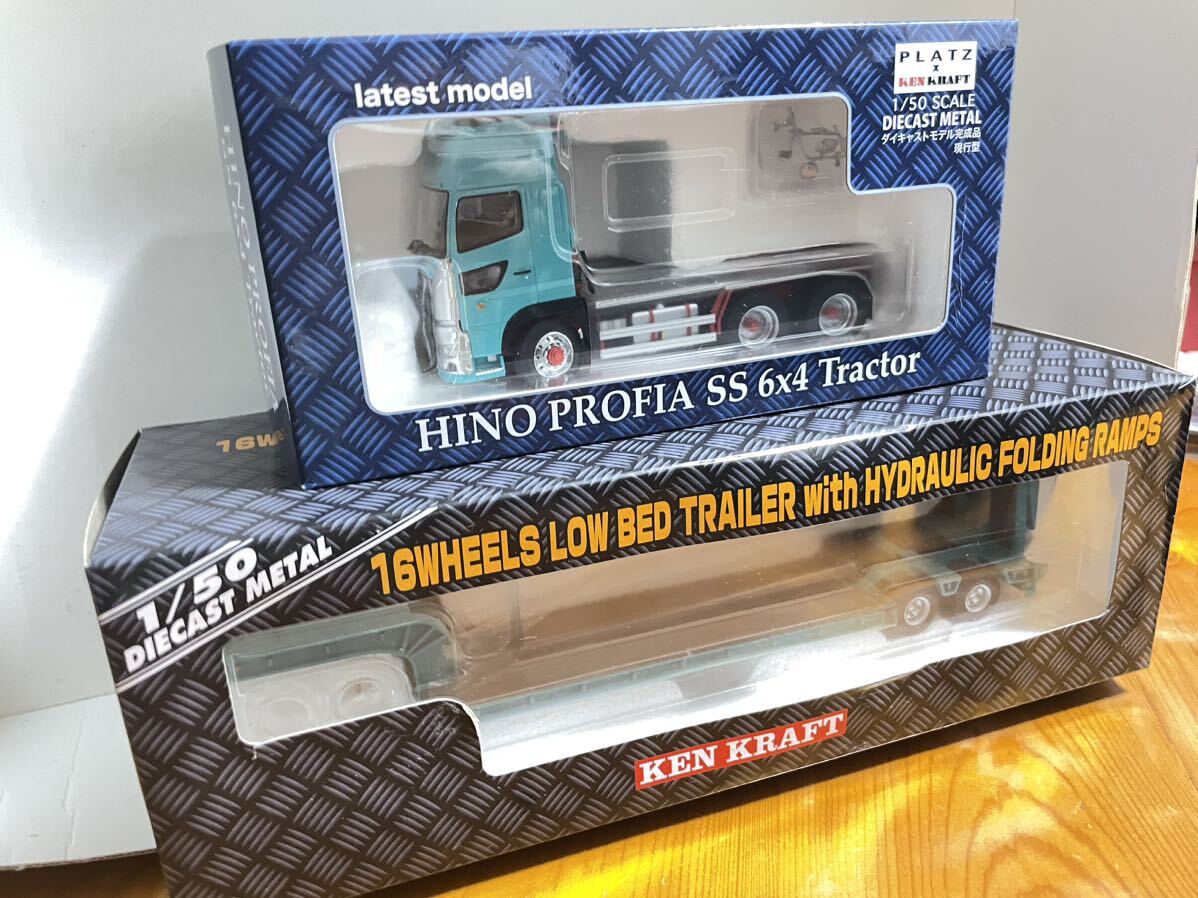 latest model
PLATZ
x
KEN KRAFT
1/50 SCALE
DIECAST METAL
ダイキャストモデル完成品
現行型
HINO PROFIA SS 6x4 Tractor
16WHEELS LOW BED TRAILER with HYDRAULIC FOLDING RAMPS
1/50
DIECAST METAL
KEN KRAFT